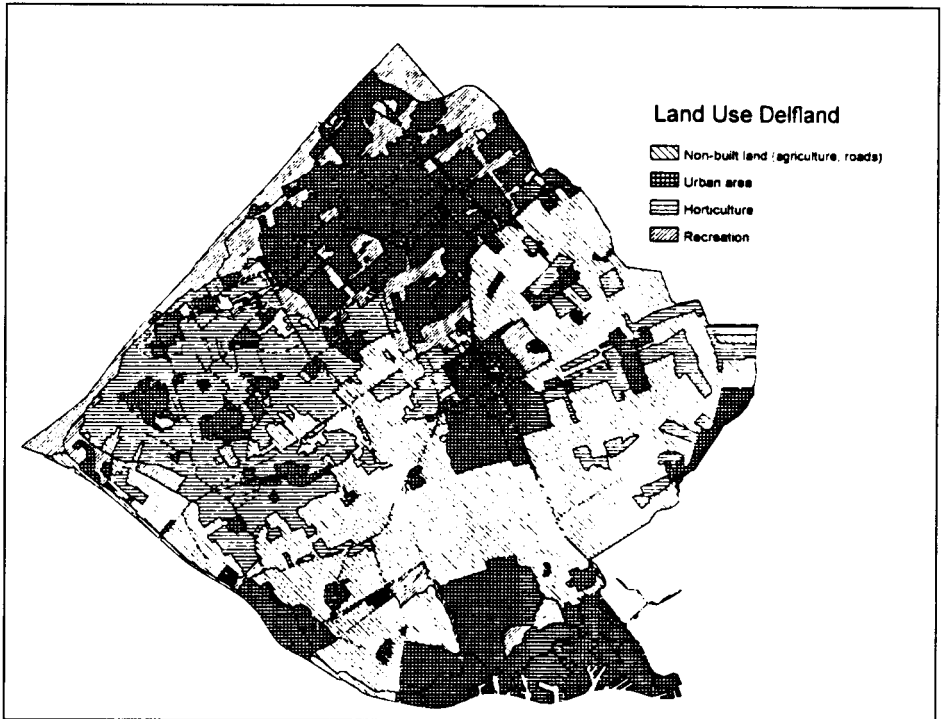 Land Use Delfland
Non-built land (agriculture, roads)
Urban area
Horticulture
Recreation